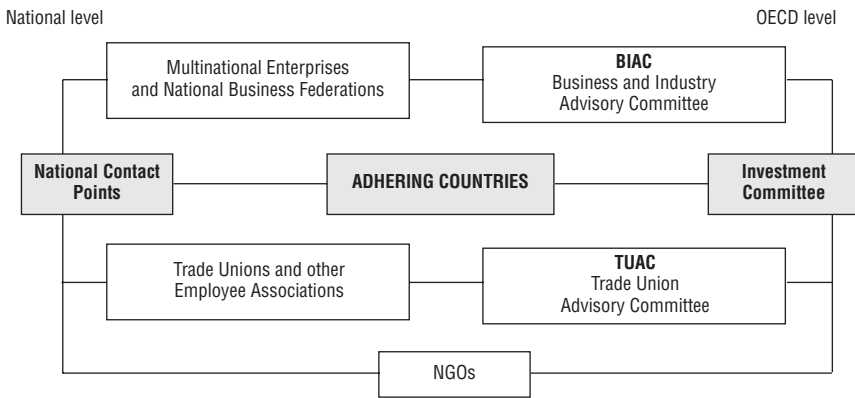 National level
OECD level
Multinational Enterprises
and National Business Federations
BIAC
Business and Industry
Advisory Committee
National Contact
Points
ADHERING COUNTRIES
Investment
Committee
Trade Unions and other
Employee Associations
TUAC
Trade Union
Advisory Committee
NGOs